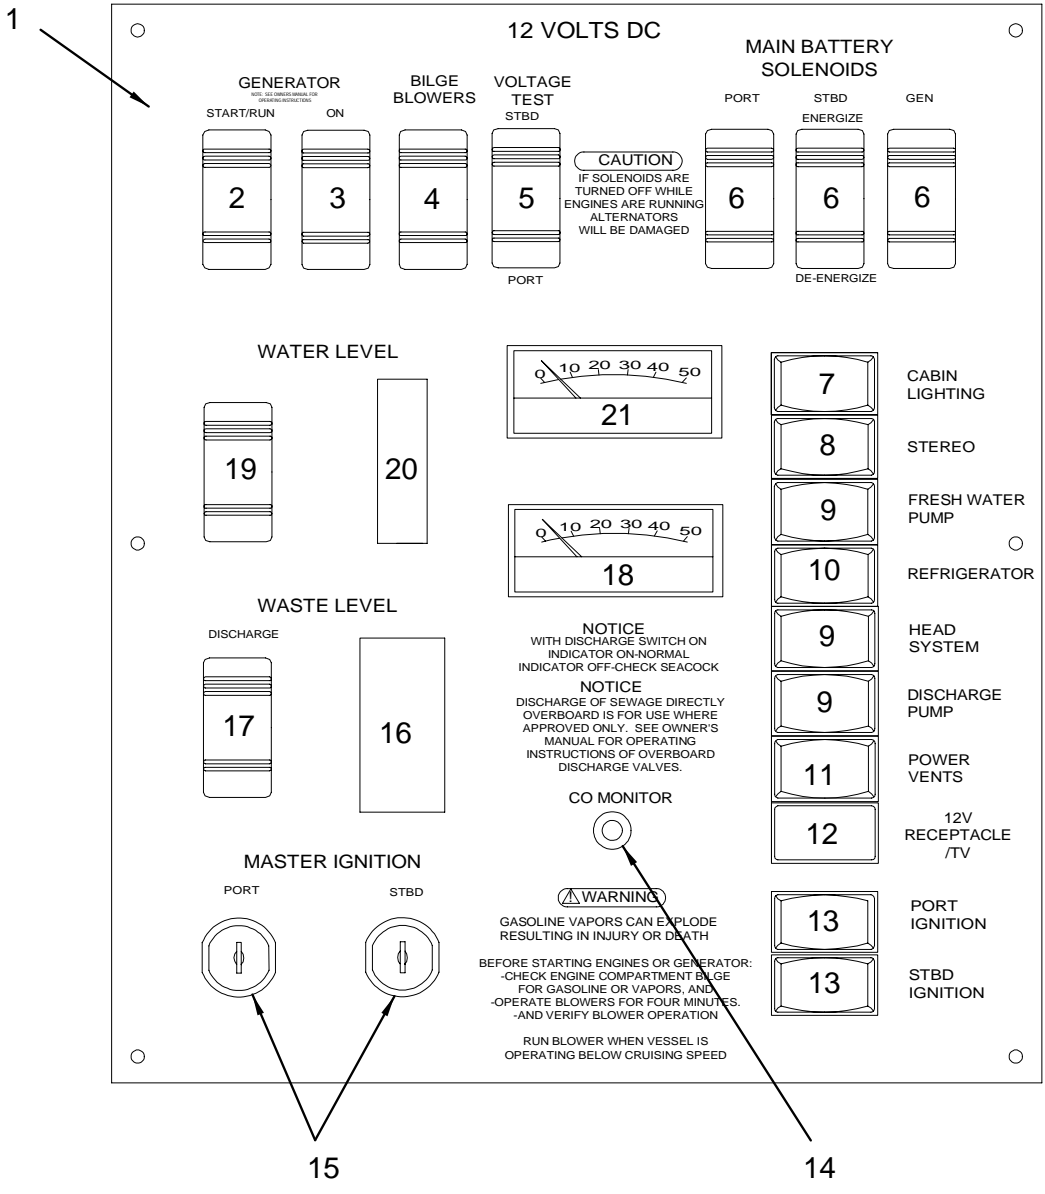 1
12 VOLTS DC
GENERATOR
NOTE: SEE OWNERS MANUAL FOR
OPERATING INSTRUCTIONS
START/RUN
ON
BILGE
BLOWERS
VOLTAGE
TEST
STBD
MAIN BATTERY
SOLENOIDS
PORT
STBD
ENERGIZE
GEN
2
3
4
5
PORT
CAUTION
IF SOLENOIDS ARE
TURNED OFF WHILE
ENGINES ARE RUNNING
ALTERNATORS
WILL BE DAMAGED
6
6
6
DE-ENERGIZE
WATER LEVEL
19
20
0 10 20 30 40 50
21
0 10 20 30 40 50
18
7
CABIN
LIGHTING
8
STEREO
9
FRESH WATER
PUMP
10
REFRIGERATOR
9
HEAD
SYSTEM
9
DISCHARGE
PUMP
11
POWER
VENTS
12
12V
RECEPTACLE
/TV
13
PORT
IGNITION
13
STBD
IGNITION
WASTE LEVEL
DISCHARGE
17
16
NOTICE
WITH DISCHARGE SWITCH ON
INDICATOR ON-NORMAL
INDICATOR OFF-CHECK SEACOCK
NOTICE
DISCHARGE OF SEWAGE DIRECTLY
OVERBOARD IS FOR USE WHERE
APPROVED ONLY. SEE OWNER'S
MANUAL FOR OPERATING
INSTRUCTIONS OF OVERBOARD
DISCHARGE VALVES.
CO MONITOR
MASTER IGNITION
PORT
STBD
WARNING
GASOLINE VAPORS CAN EXPLODE
RESULTING IN INJURY OR DEATH
BEFORE STARTING ENGINES OR GENERATOR:
-CHECK ENGINE COMPARTMENT BILGE
FOR GASOLINE OR VAPORS, AND
-OPERATE BLOWERS FOR FOUR MINUTES.
-AND VERIFY BLOWER OPERATION
RUN BLOWER WHEN VESSEL IS
OPERATING BELOW CRUISING SPEED
15
14